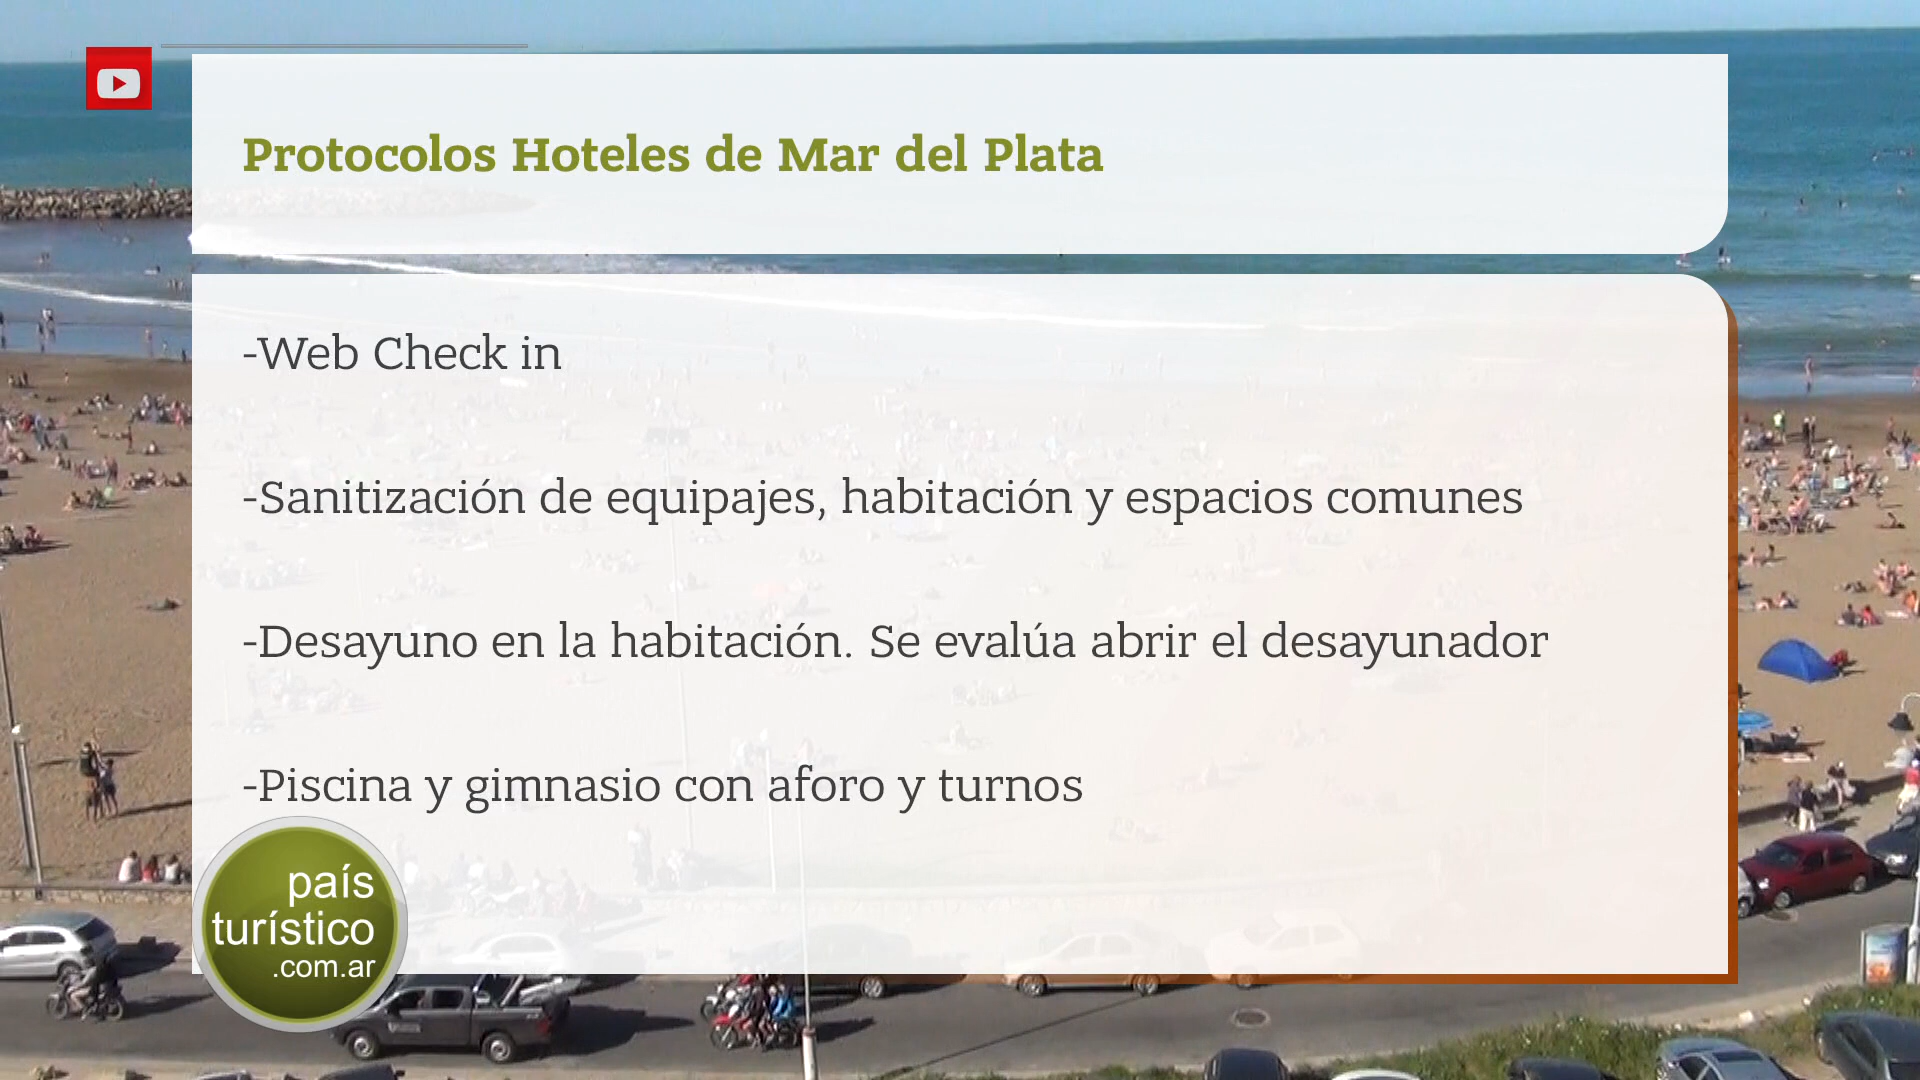 Protocolos Hoteles de Mar del Plata
-Web Check in
-Sanitización de equipajes, habitación y espacios comunes
-Desayuno en la habitación. Se evalúa abrir el desayunador
-Piscina y gimnasio con aforo y turnos
país
turístico
.com.ar